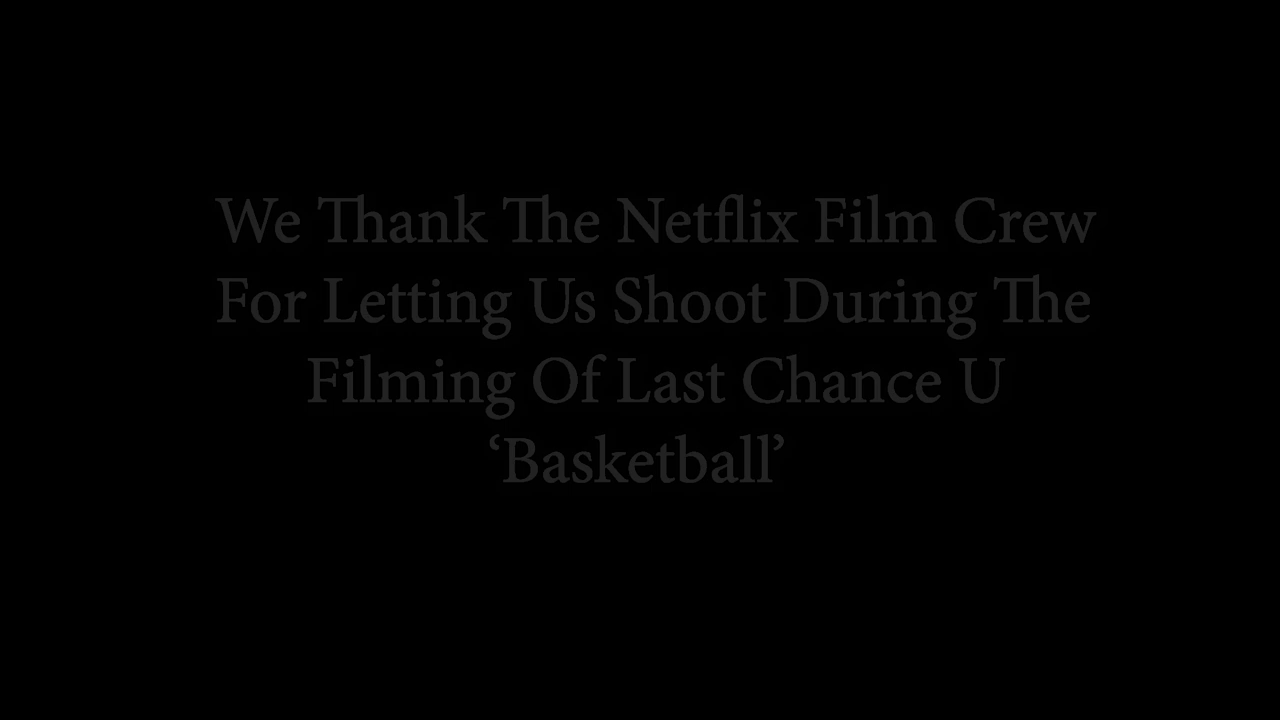 We Thank The Netflix Film Crew
For Letting Us Shoot During The
Filming Of Last Chance U
‘Basketball’